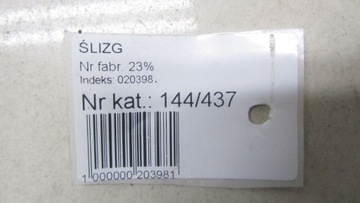 ŚLIZG
Nr fabr. 23%
Indeks: 020398.
Nr kat.: 144/437
1 000000 203981